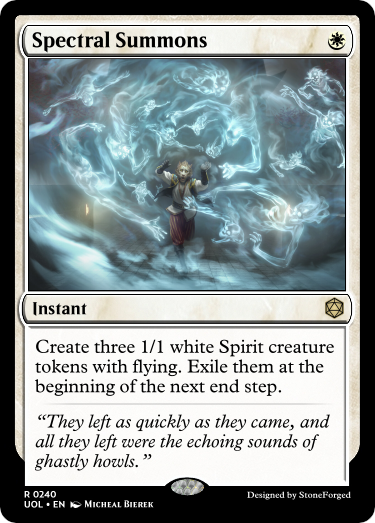 Spectral Summons
Instant
Create three 1/1 white Spirit creature
tokens with flying. Exile them at the
beginning of the next end step.
“They left as quickly as they came, and
all they left were the echoing sounds of
ghastly howls.”
R 0240
UOL • EN Micheal Bierek
Designed by StoneForged